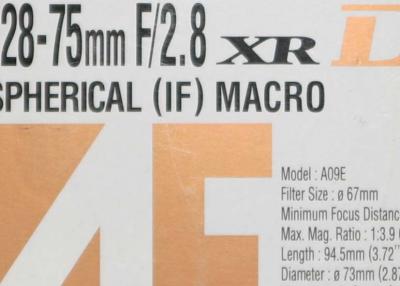 28-75mm F/2.8 XR D
SPHERICAL (IF) MACRO
AF
Model : A09E
Filter Size : ø 67mm
Minimum Focus Distanc
Max. Mag. Ratio : 1:3.9 (
Length : 94.5mm (3.72"
Diameter : ø 73mm (2.87